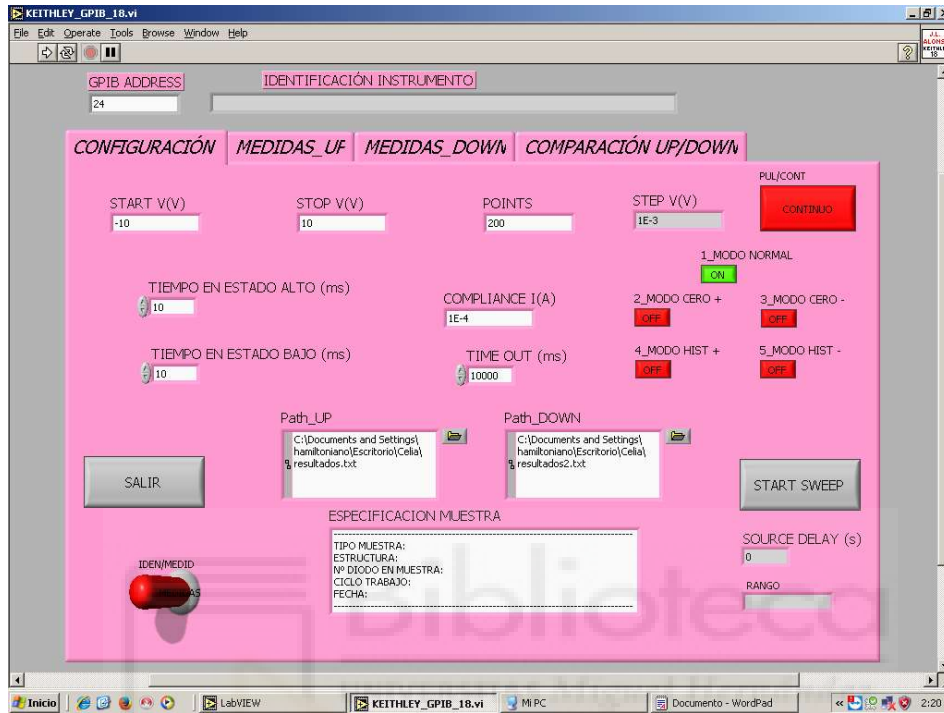 KEITHLEY_GPIB_18.vi
File Edit Operate Tools Browse Window Help
J.L.
ALONS
KEITHLE
18
GPIB ADDRESS
24
IDENTIFICACIÓN INSTRUMENTO
CONFIGURACIÓN MEDIDAS_UP MEDIDAS_DOWN COMPARACIÓN UP/DOWN
PUL/CONT
CONTINUO
START V(V)
-10
STOP V(V)
10
POINTS
200
STEP V(V)
1E-3
1_MODO NORMAL
ON
TIEMPO EN ESTADO ALTO (ms)
10
COMPLIANCE I(A)
1E-4
2_MODO CERO +
OFF
3_MODO CERO -
OFF
TIEMPO EN ESTADO BAJO (ms)
10
TIME OUT (ms)
10000
4_MODO HIST +
OFF
5_MODO HIST -
OFF
Path_UP
C:\Documents and Settings\
hamiltoniano\Escritorio\Celia\
resultados.txt
Path_DOWN
C:\Documents and Settings\
hamiltoniano\Escritorio\Celia\
resultados2.txt
SALIR
START SWEEP
ESPECIFICACION MUESTRA
TIPO MUESTRA:
ESTRUCTURA:
Nº DIODO EN MUESTRA:
CICLO TRABAJO:
FECHA:
SOURCE DELAY (s)
0
RANGO
IDEN/MEDID
Biblioteca
Inicio LabVIEW KEITHLEY_GPIB_18.vi Mi PC Documento - WordPad 2:20